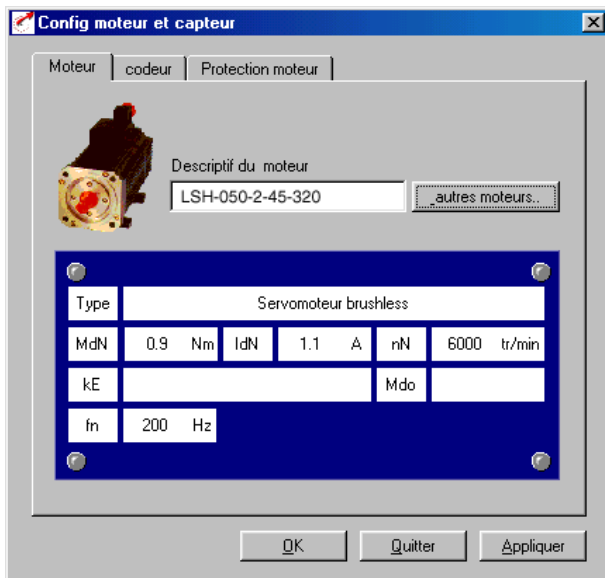 Config moteur et capteur
Moteur codeur Protection moteur
Descriptif du moteur
LSH-050-2-45-320 _autres moteurs..
Type Servomoteur brushless
MdN 0.9 Nm IdN 1.1 A nN 6000 tr/min
kE Mdo
fn 200 Hz
OK Quitter Appliquer